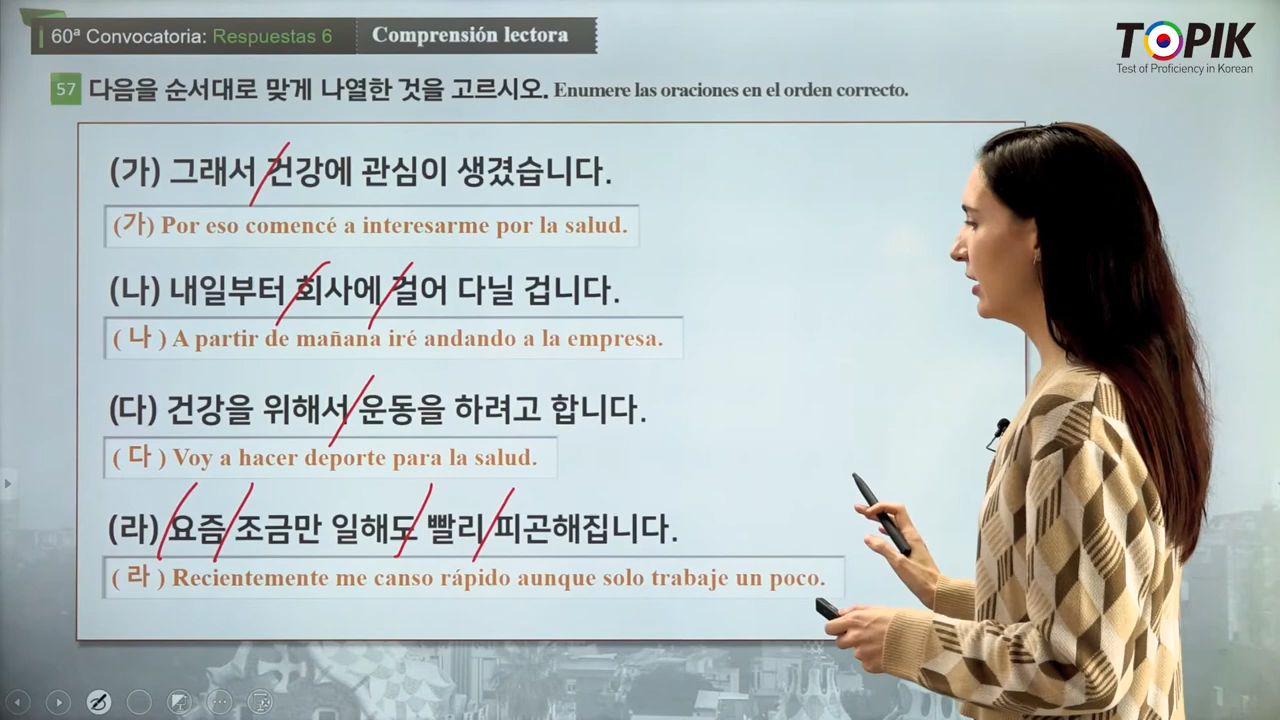 60ª Convocatoria: Respuestas 6 Comprensión lectora
TOPIK
Test of Proficiency in Korean
57 다음을 순서대로 맞게 나열한 것을 고르시오. Enumere las oraciones en el orden correcto.
(가) 그래서 건강에 관심이 생겼습니다.
(가) Por eso comencé a interesarme por la salud.
(나) 내일부터 회사에 걸어 다닐 겁니다.
( 나 ) A partir de mañana iré andando a la empresa.
(다) 건강을 위해서 운동을 하려고 합니다.
( 다 ) Voy a hacer deporte para la salud.
(라) 요즘 조금만 일해도 빨리 피곤해집니다.
( 라 ) Recientemente me canso rápido aunque solo trabaje un poco.